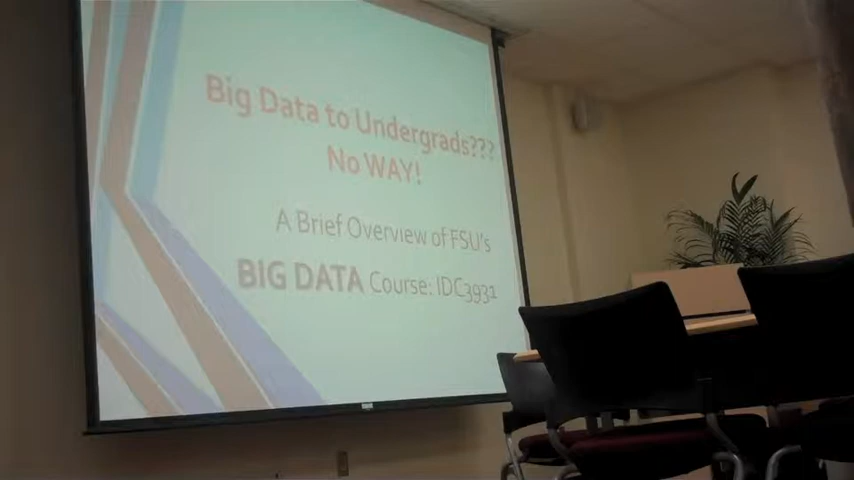 Big Data to Undergrads???
No WAY!
A Brief Overview of FSU's
BIG DATA Course: IDC3931